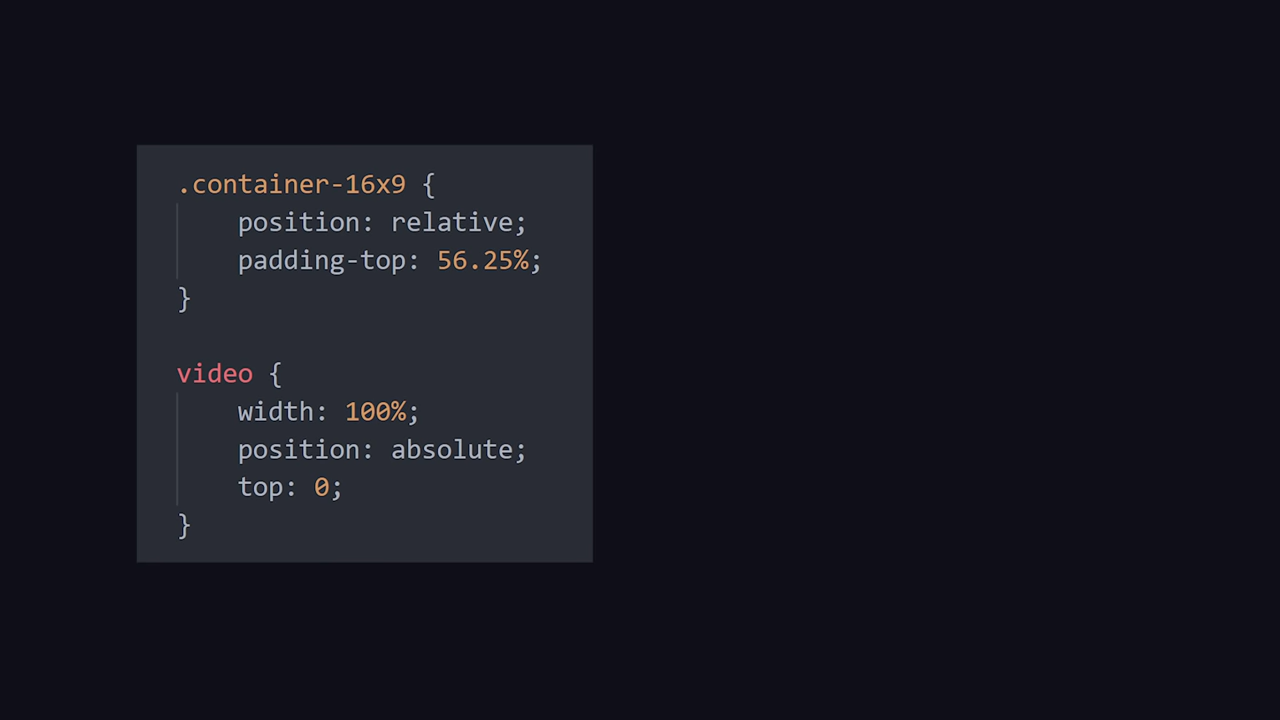 .container-16x9 {
    position: relative;
    padding-top: 56.25%;
}

video {
    width: 100%;
    position: absolute;
    top: 0;
}